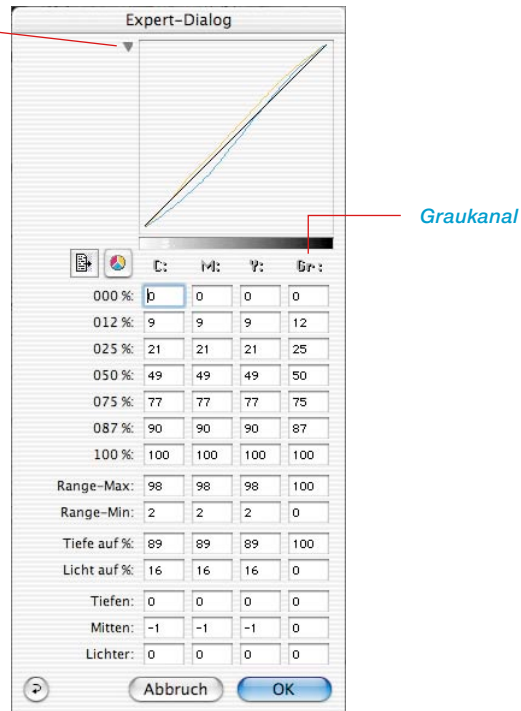 Expert-Dialog
Graukanal
C: M: Y: Gr:
000 %: 0 0 0 0
012 %: 9 9 9 12
025 %: 21 21 21 25
050 %: 49 49 49 50
075 %: 77 77 77 75
087 %: 90 90 90 87
100 %: 100 100 100 100
Range-Max: 98 98 98 100
Range-Min: 2 2 2 0
Tiefe auf %: 89 89 89 100
Licht auf %: 16 16 16 0
Tiefen: 0 0 0 0
Mitten: -1 -1 -1 0
Lichter: 0 0 0 0
Abbruch OK